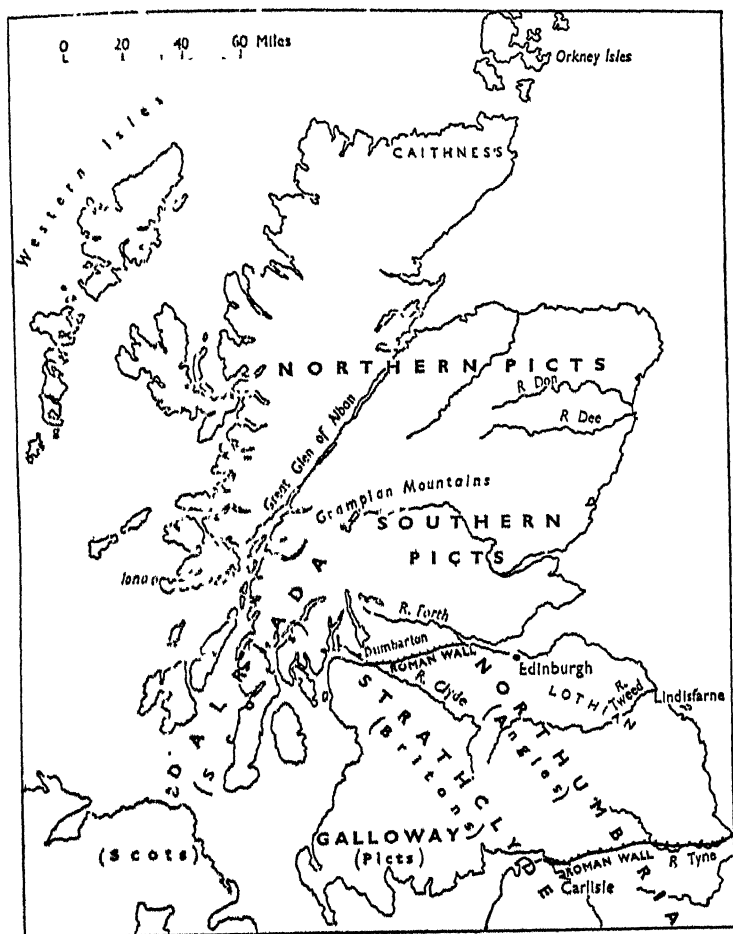 0 20 40 60 Miles
Orkney Isles
Western Isles
CAITHNESS
NORTHERN PICTS
R. Don
R Dee
Great Glen of Alban
Grampian Mountains
SOUTHERN
PICTS
Iona
R. Forth
Dumbarton
ROMAN WALL
Edinburgh
R. Clyde
LOTHIAN
R. Tweed
Lindisfarne
DALRIADA
NORTHUMBRIA
(Angles)
STRATHCLYDE
(Britons)
GALLOWAY
(Picts)
(Scots)
ROMAN WALL
R Tyne
Carlisle